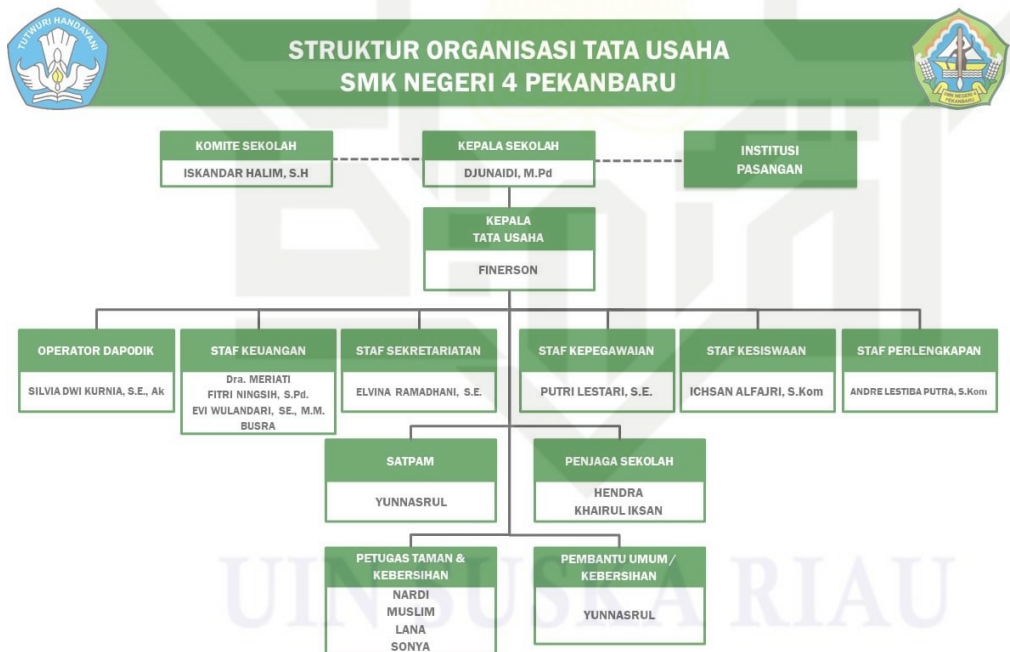 TUTWURI HANDAYANI
STRUKTUR ORGANISASI TATA USAHA
SMK NEGERI 4 PEKANBARU
SMK NEGERI 4
PEKANBARU
KOMITE SEKOLAH
ISKANDAR HALIM, S.H
KEPALA SEKOLAH
DJUNAIDI, M.Pd
INSTITUSI
PASANGAN
KEPALA
TATA USAHA
FINERSON
OPERATOR DAPODIK
SILVIA DWI KURNIA, S.E., Ak
STAF KEUANGAN
Dra. MERIATI
FITRI NINGSIH, S.Pd.
EVI WULANDARI, SE., M.M.
BUSRA
STAF SEKRETARIATAN
ELVINA RAMADHANI, S.E.
STAF KEPEGAWAIAN
PUTRI LESTARI, S.E.
STAF KESISWAAN
ICHSAN ALFAJRI, S.Kom
STAF PERLENGKAPAN
ANDRE LESTIBA PUTRA, S.Kom
SATPAM
YUNNASRUL
PENJAGA SEKOLAH
HENDRA
KHAIRUL IKSAN
PETUGAS TAMAN &
KEBERSIHAN
NARDI
MUSLIM
LANA
SONYA
PEMBANTU UMUM /
KEBERSIHAN
YUNNASRUL
UIN SUSKA RIAU